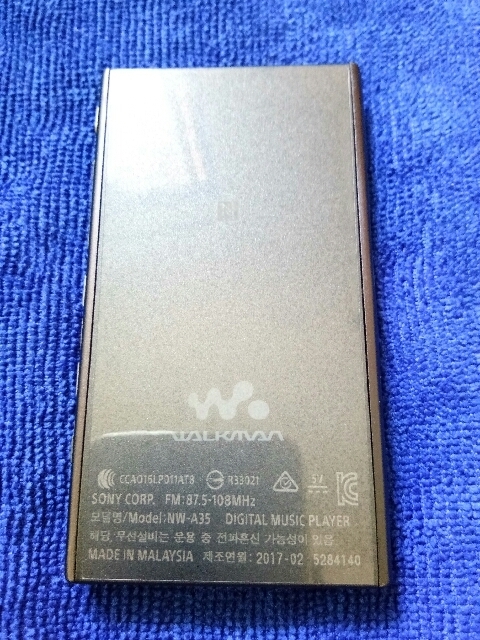 WALKMAN
CCAO16LP011AT8 R33021 5V
SONY CORP. FM: 87.5-108MHz
모델명/Model:NW-A35 DIGITAL MUSIC PLAYER
해당 무선설비는 운용 중 전파혼신 가능성이 있음
MADE IN MALAYSIA 제조연월: 2017-02 5284140